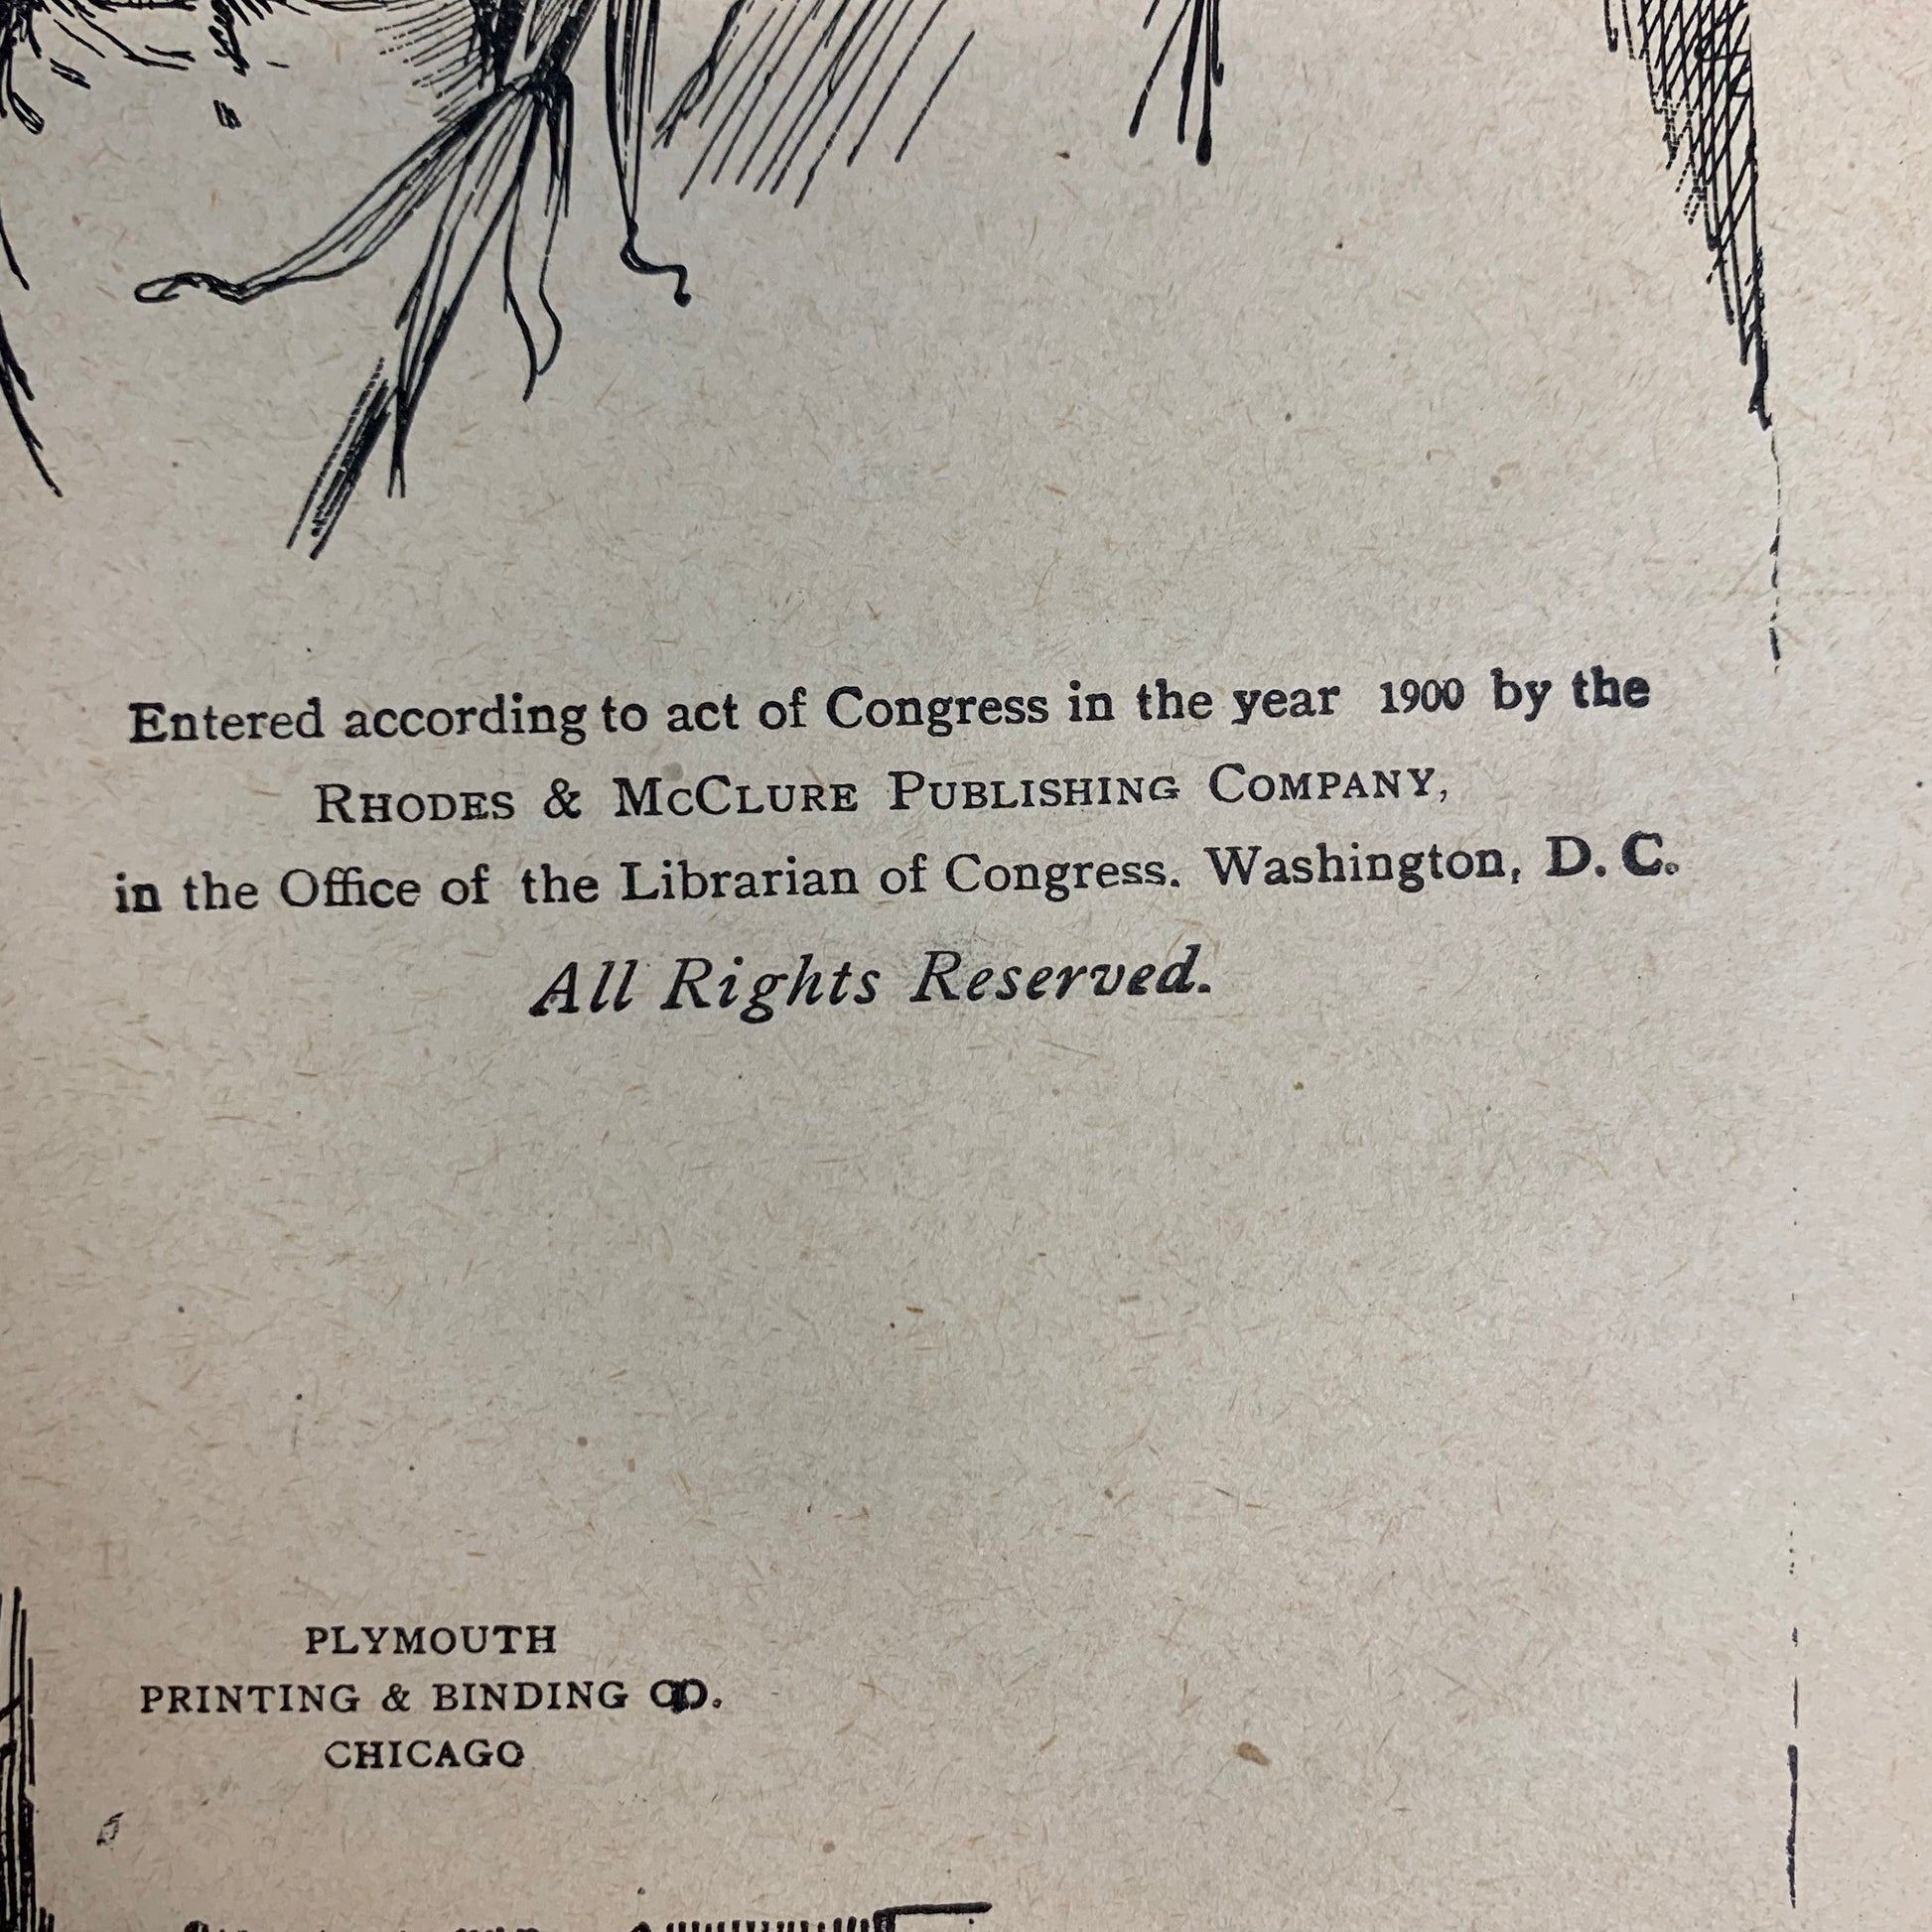 Entered according to act of Congress in the year 1900 by the
RHODES & MCCLURE PUBLISHING COMPANY,
in the Office of the Librarian of Congress. Washington, D. C.
All Rights Reserved.
PLYMOUTH
PRINTING & BINDING CO.
CHICAGO